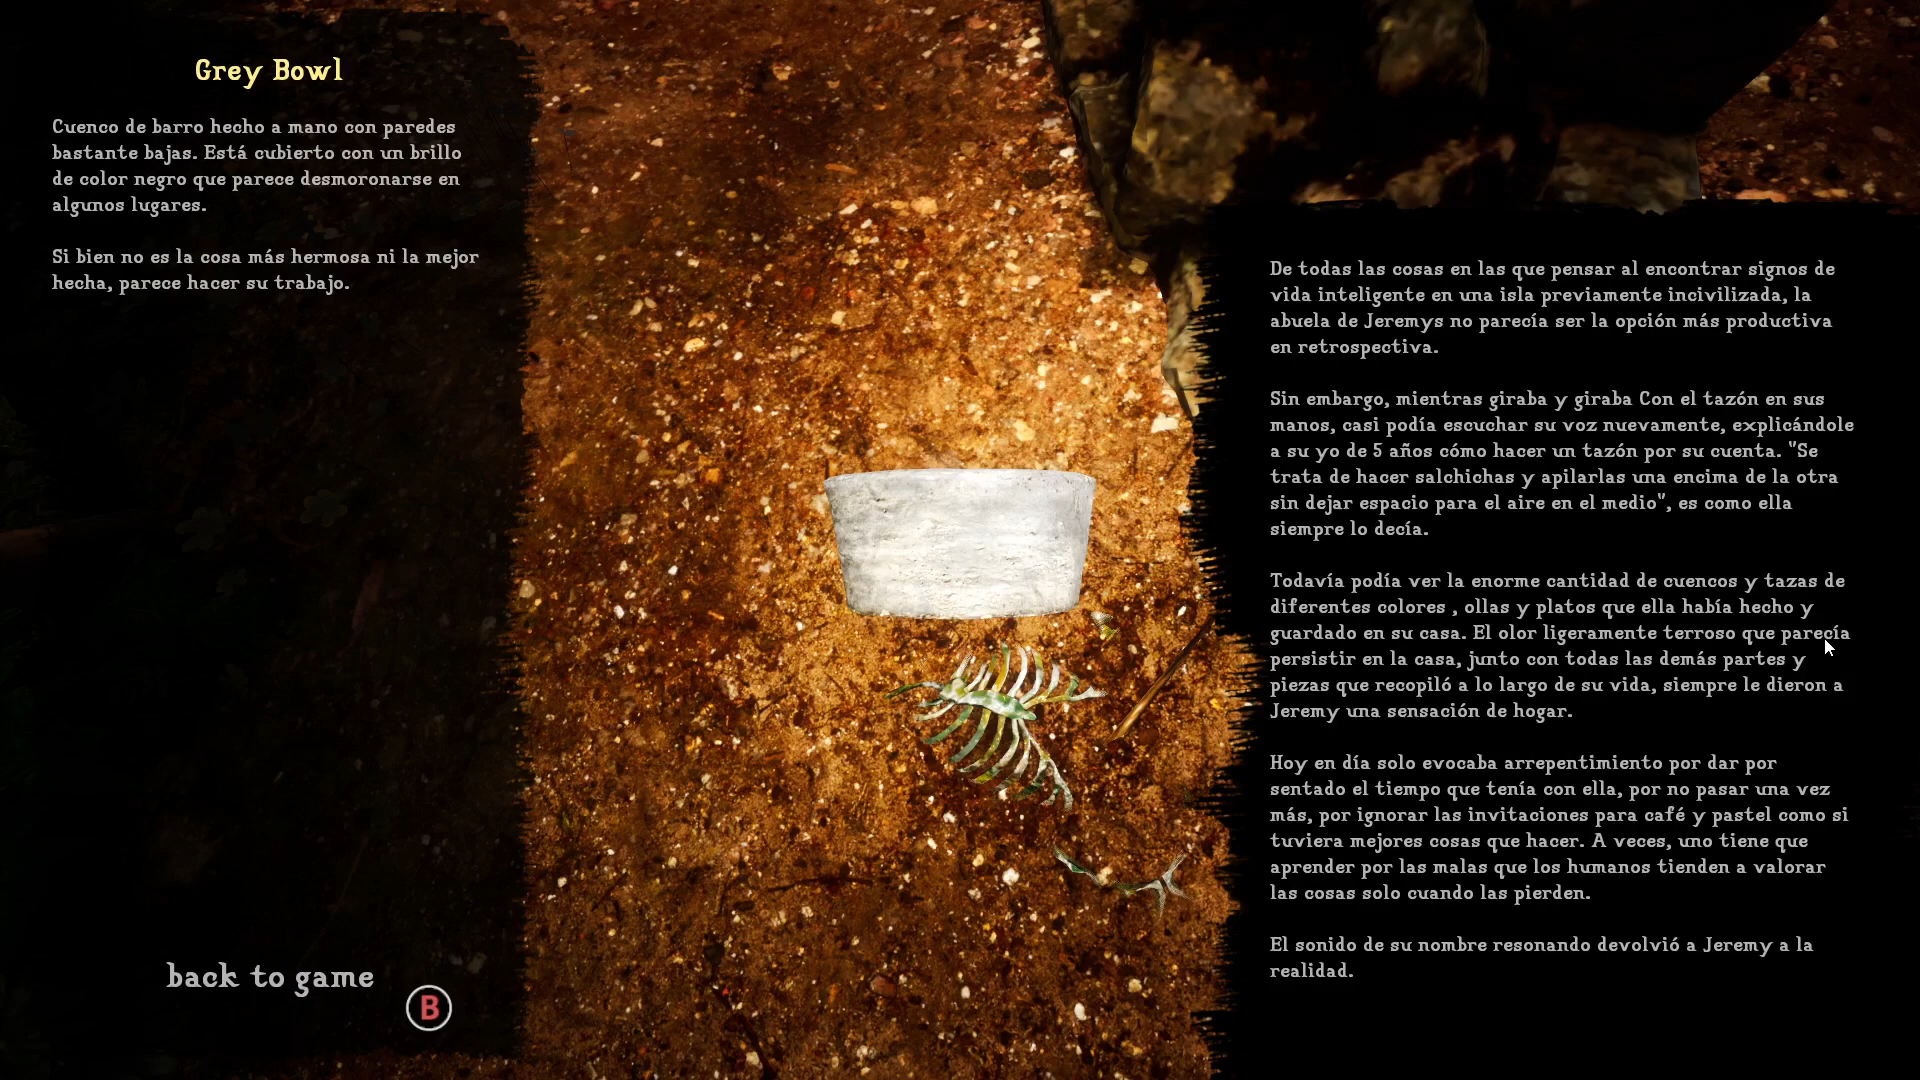 Grey Bowl
Cuenco de barro hecho a mano con paredes
bastante bajas. Está cubierto con un brillo
de color negro que parece desmoronarse en
algunos lugares.
Si bien no es la cosa más hermosa ni la mejor
hecha, parece hacer su trabajo.
back to game
B
De todas las cosas en las que pensar al encontrar signos de
vida inteligente en una isla previamente incivilizada, la
abuela de Jeremys no parecía ser la opción más productiva
en retrospectiva.
Sin embargo, mientras giraba y giraba Con el tazón en sus
manos, casi podía escuchar su voz nuevamente, explicándole
a su yo de 5 años cómo hacer un tazón por su cuenta. "Se
trata de hacer salchichas y apilarlas una encima de la otra
sin dejar espacio para el aire en el medio", es como ella
siempre lo decía.
Todavía podía ver la enorme cantidad de cuencos y tazas de
diferentes colores , ollas y platos que ella había hecho y
guardado en su casa. El olor ligeramente terroso que parecía
persistir en la casa, junto con todas las demás partes y
piezas que recopiló a lo largo de su vida, siempre le dieron a
Jeremy una sensación de hogar.
Hoy en día solo evocaba arrepentimiento por dar por
sentado el tiempo que tenía con ella, por no pasar una vez
más, por ignorar las invitaciones para café y pastel como si
tuviera mejores cosas que hacer. A veces, uno tiene que
aprender por las malas que los humanos tienden a valorar
las cosas solo cuando las pierden.
El sonido de su nombre resonando devolvió a Jeremy a la
realidad.